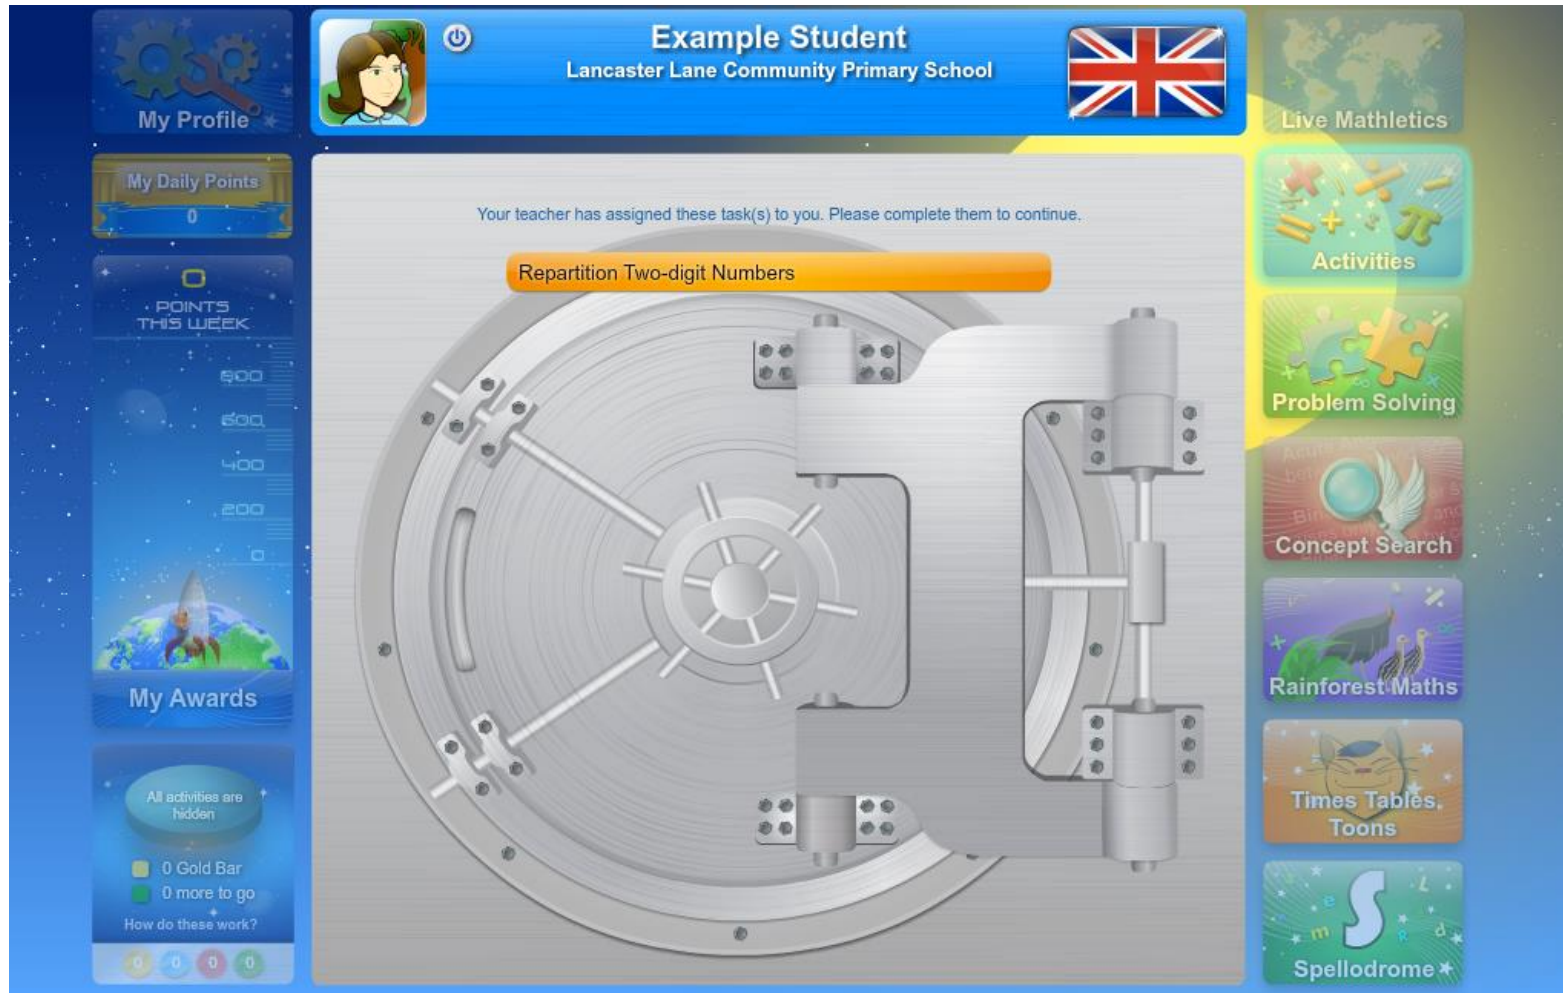 My Profile
My Daily Points
0
0
POINTS
THIS WEEK
800
600
400
200
0
My Awards
All activities are
hidden
0 Gold Bar
0 more to go
How do these work?
0 0 0 0
Example Student
Lancaster Lane Community Primary School
Your teacher has assigned these task(s) to you. Please complete them to continue.
Repartition Two-digit Numbers
Live Mathletics
Activities
Problem Solving
Concept Search
Rainforest Maths
Times Tables
Toons
Spellodrome